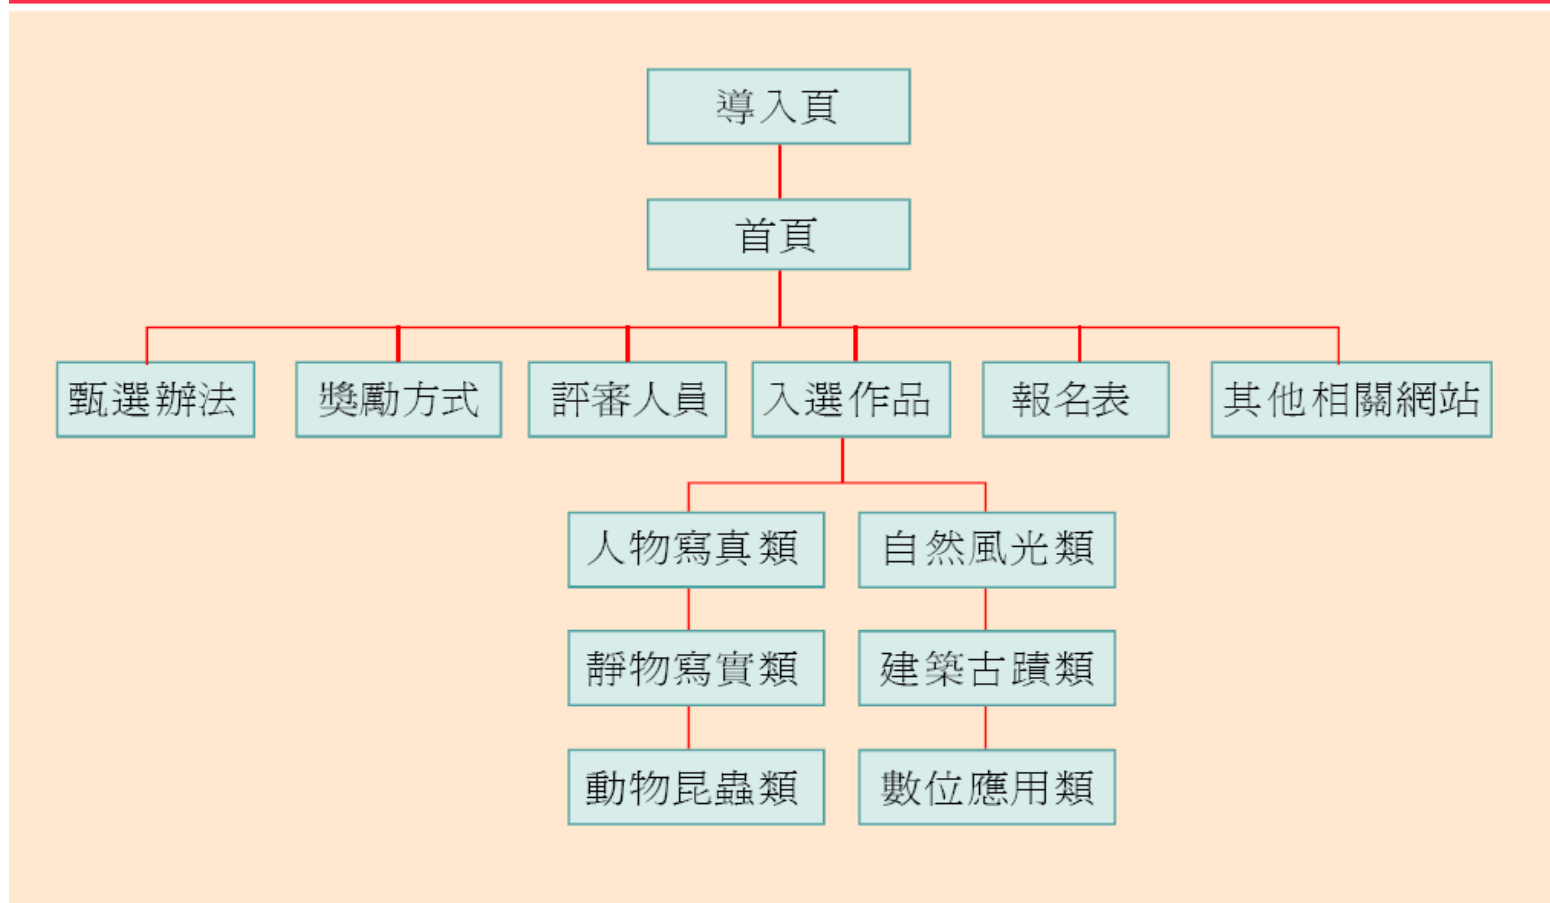 導入頁
首頁
甄選辦法
獎勵方式
評審人員
入選作品
報名表
其他相關網站
人物寫真類
自然風光類
靜物寫實類
建築古蹟類
動物昆蟲類
數位應用類